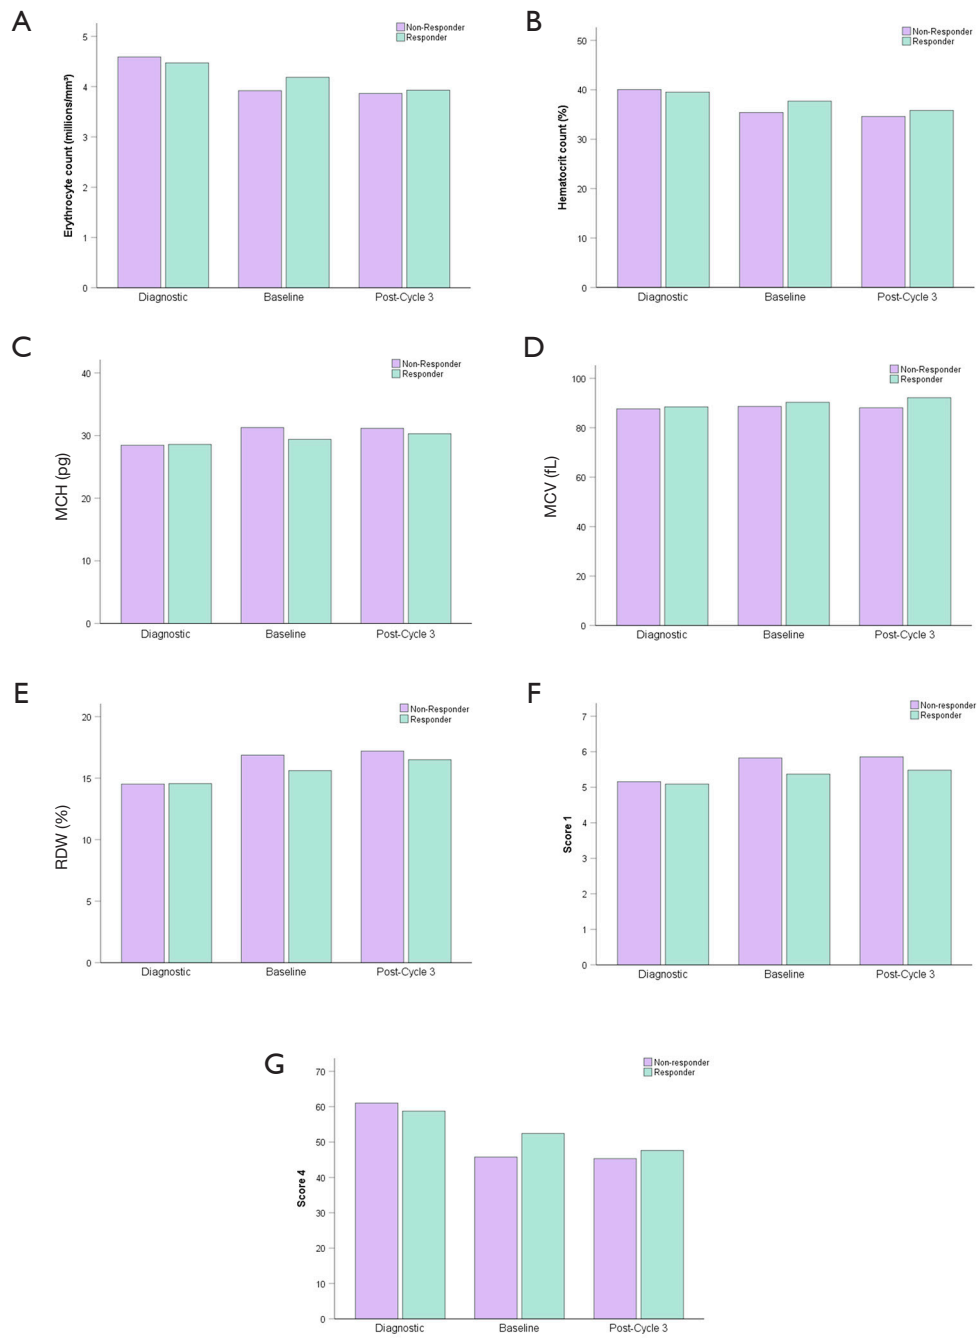 A
Non-Responder
Responder
Erythrocyte count (millions/mm³)
5
4
3
2
1
0
Diagnostic Baseline Post-Cycle 3
B
Non-Responder
Responder
Hematocrit count (%)
50
40
30
20
10
0
Diagnostic Baseline Post-Cycle 3
C
Non-Responder
Responder
MCH (pg)
40
30
20
10
0
Diagnostic Baseline Post-Cycle 3
D
Non-Responder
Responder
MCV (fL)
100
80
60
40
20
0
Diagnostic Baseline Post-Cycle 3
E
Non-Responder
Responder
RDW (%)
20
15
10
5
0
Diagnostic Baseline Post-Cycle 3
F
Non-responder
Responder
Score 1
7
6
5
4
3
2
1
0
Diagnostic Baseline Post-Cycle 3
G
Non-responder
Responder
Score 4
70
60
50
40
30
20
10
0
Diagnostic Baseline Post-Cycle 3